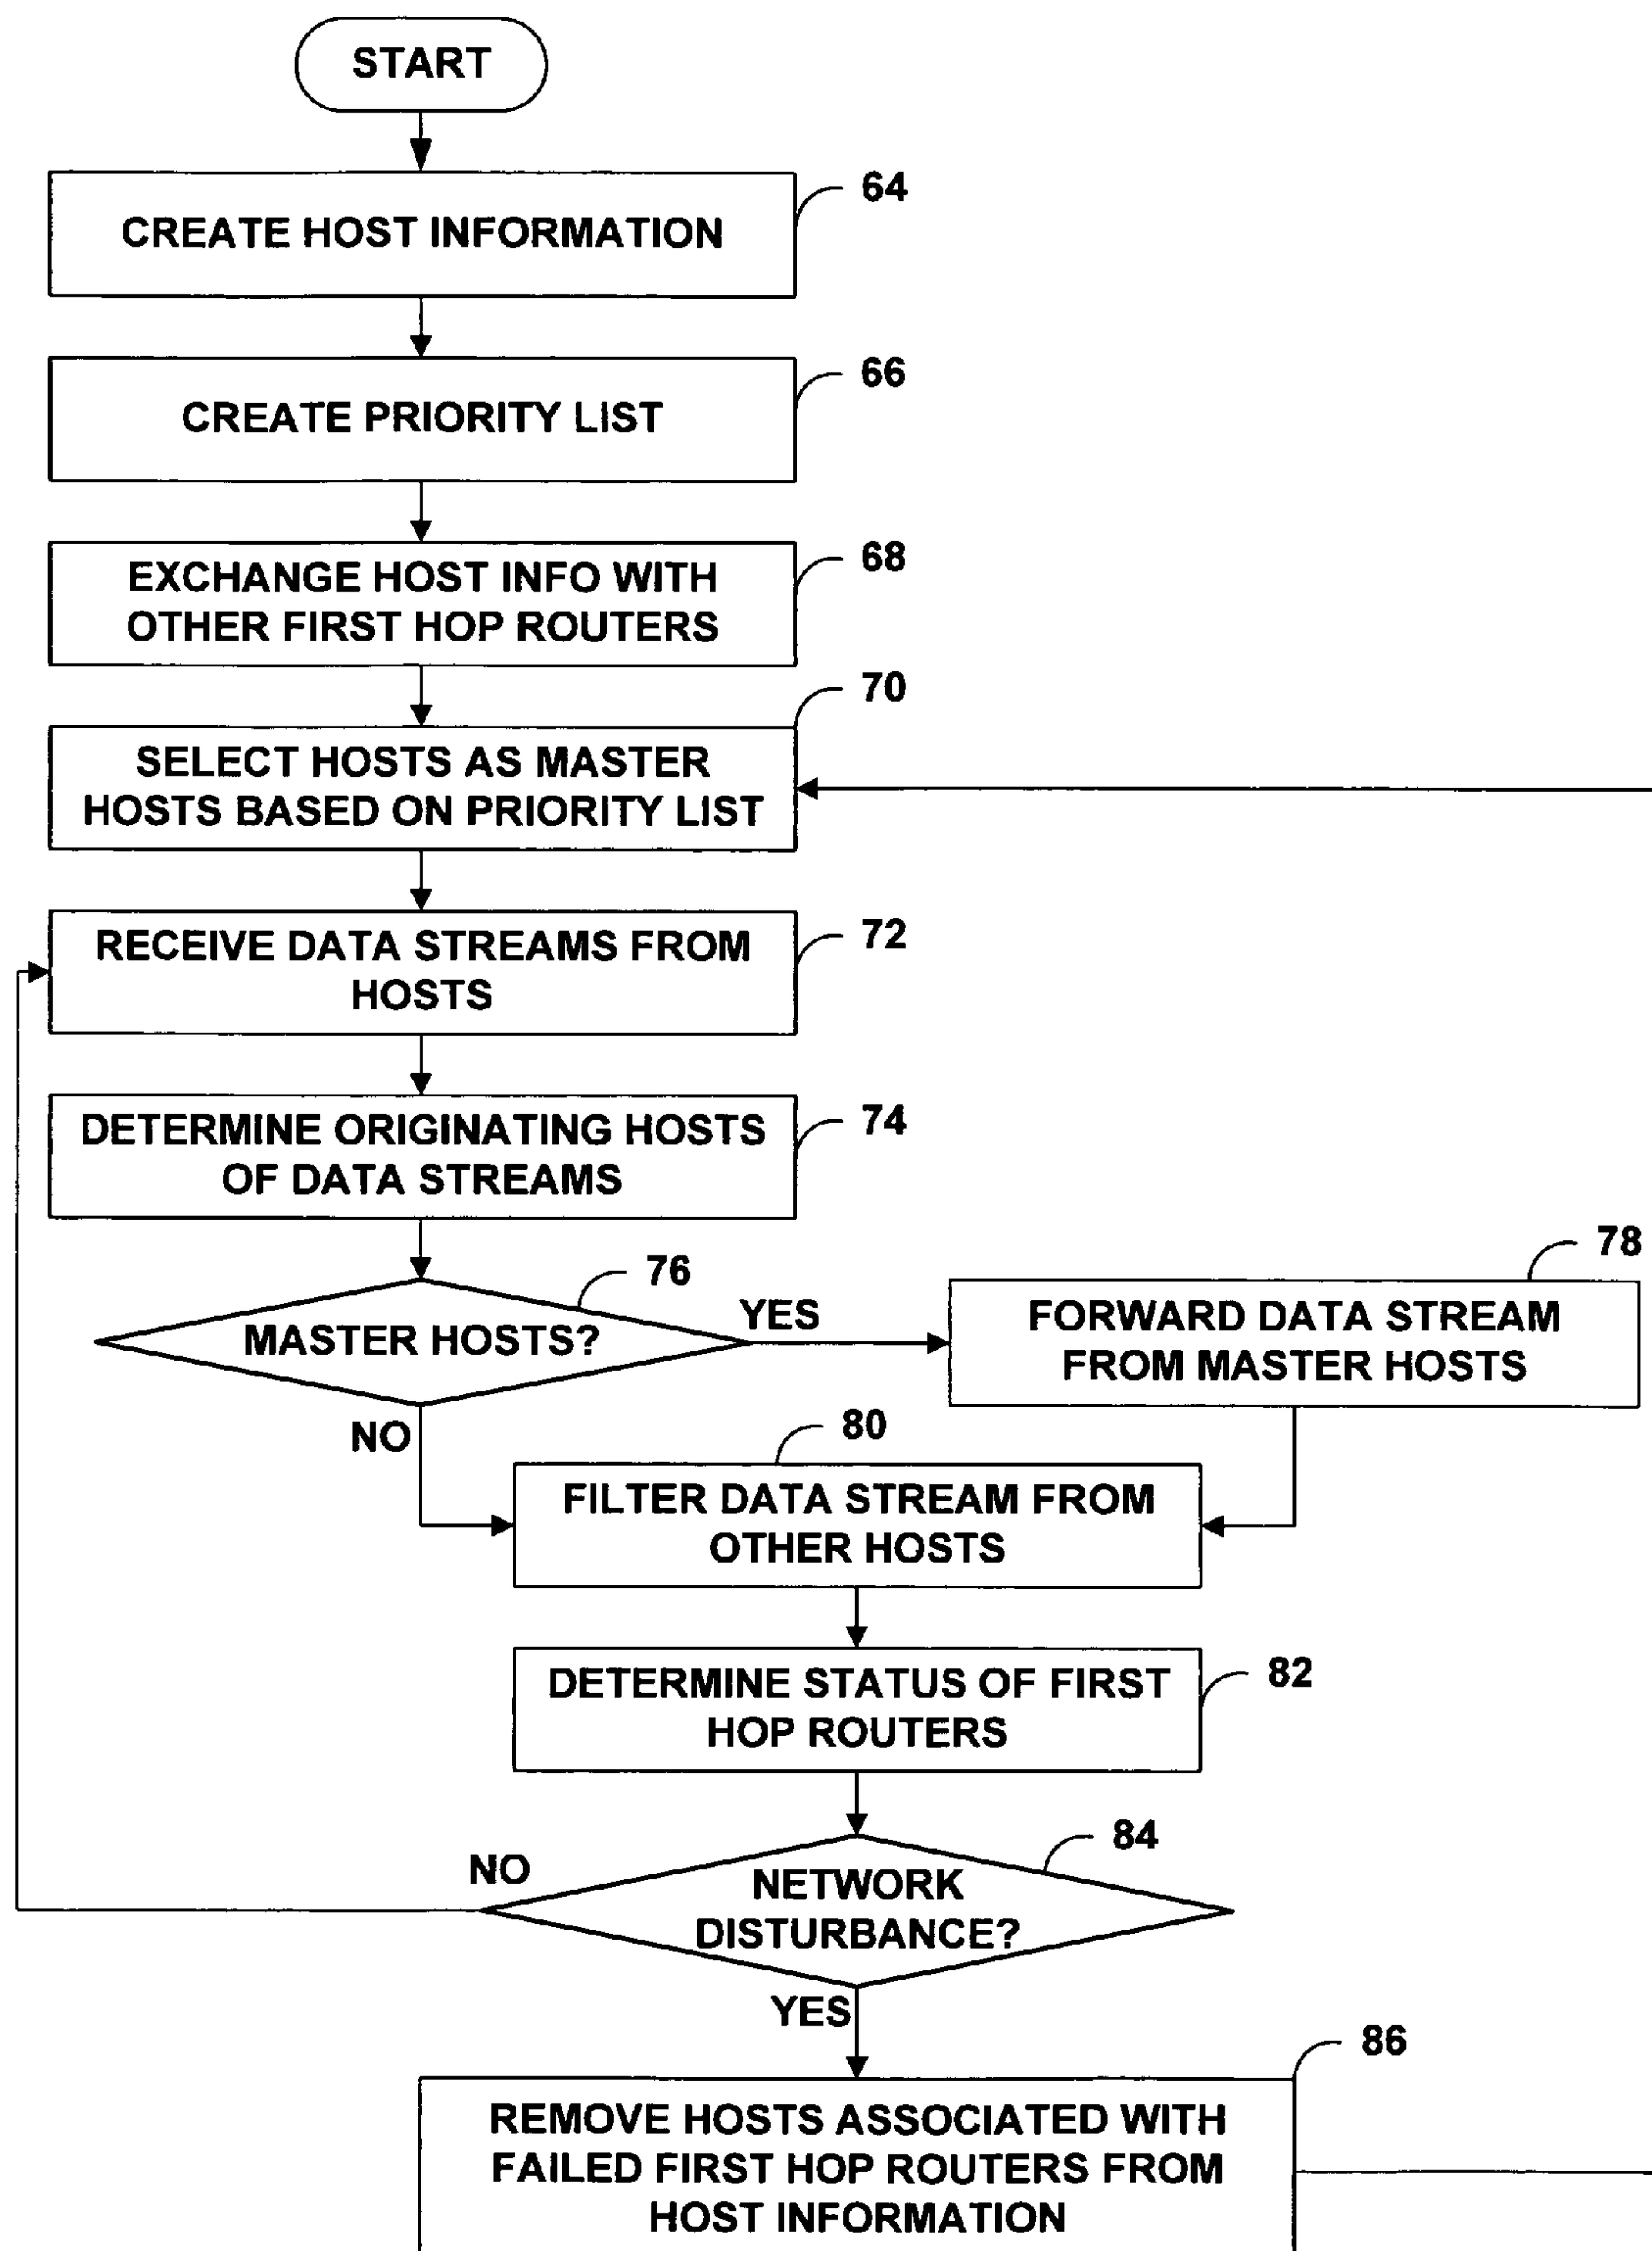 START
64
CREATE HOST INFORMATION
66
CREATE PRIORITY LIST
68
EXCHANGE HOST INFO WITH
OTHER FIRST HOP ROUTERS
70
SELECT HOSTS AS MASTER
HOSTS BASED ON PRIORITY LIST
72
RECEIVE DATA STREAMS FROM
HOSTS
74
DETERMINE ORIGINATING HOSTS
OF DATA STREAMS
76
MASTER HOSTS?
YES
78
FORWARD DATA STREAM
FROM MASTER HOSTS
NO
80
FILTER DATA STREAM FROM
OTHER HOSTS
82
DETERMINE STATUS OF FIRST
HOP ROUTERS
84
NO
NETWORK
DISTURBANCE?
YES
86
REMOVE HOSTS ASSOCIATED WITH
FAILED FIRST HOP ROUTERS FROM
HOST INFORMATION